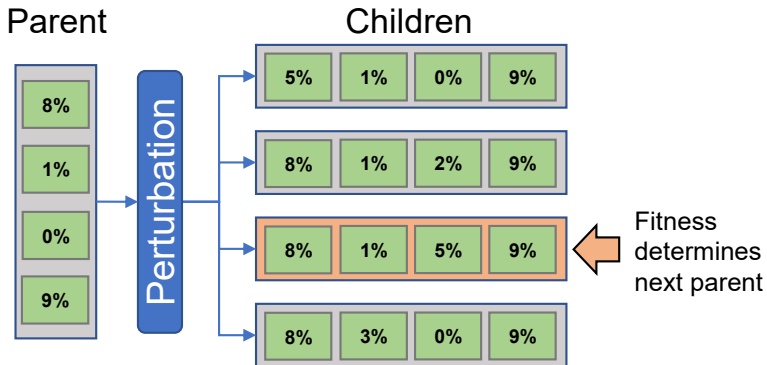 Parent
Children
8%
1%
0%
9%
Perturbation
5% 1% 0% 9%
8% 1% 2% 9%
8% 1% 5% 9%
8% 3% 0% 9%
Fitness
determines
next parent